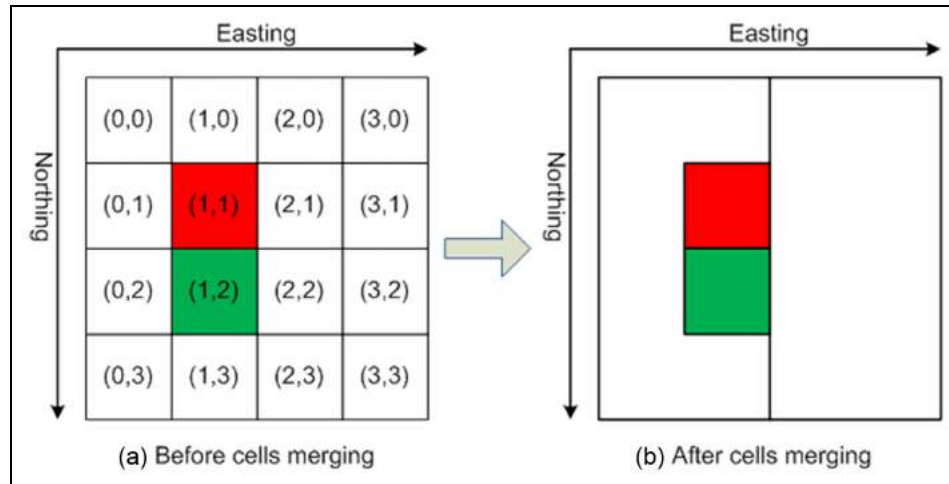 Easting
Northing
(0,0) (1,0) (2,0) (3,0)
(0,1) (1,1) (2,1) (3,1)
(0,2) (1,2) (2,2) (3,2)
(0,3) (1,3) (2,3) (3,3)
(a) Before cells merging
Easting
Northing
(b) After cells merging